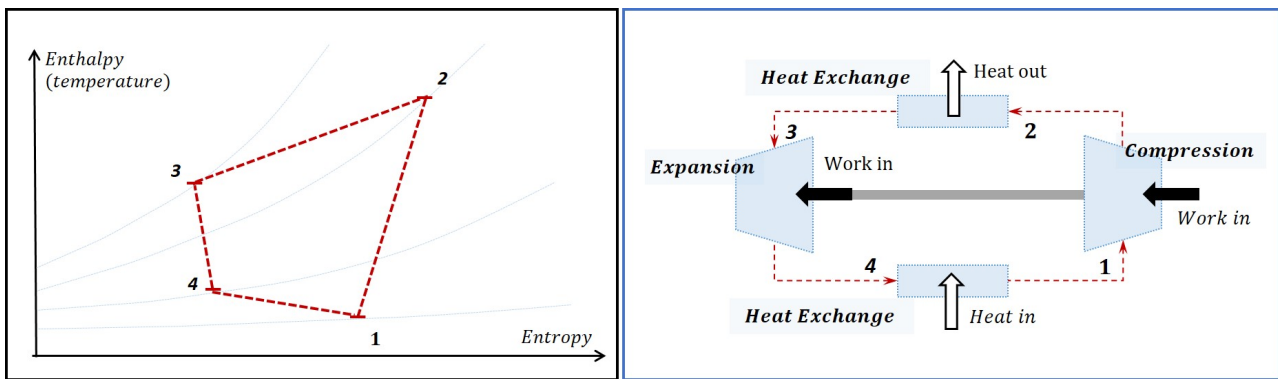 Enthalpy
(temperature)
2
3
4
1
Entropy
Heat Exchange
Heat out
3
2
Expansion
Work in
Compression
Work in
4
1
Heat Exchange
Heat in